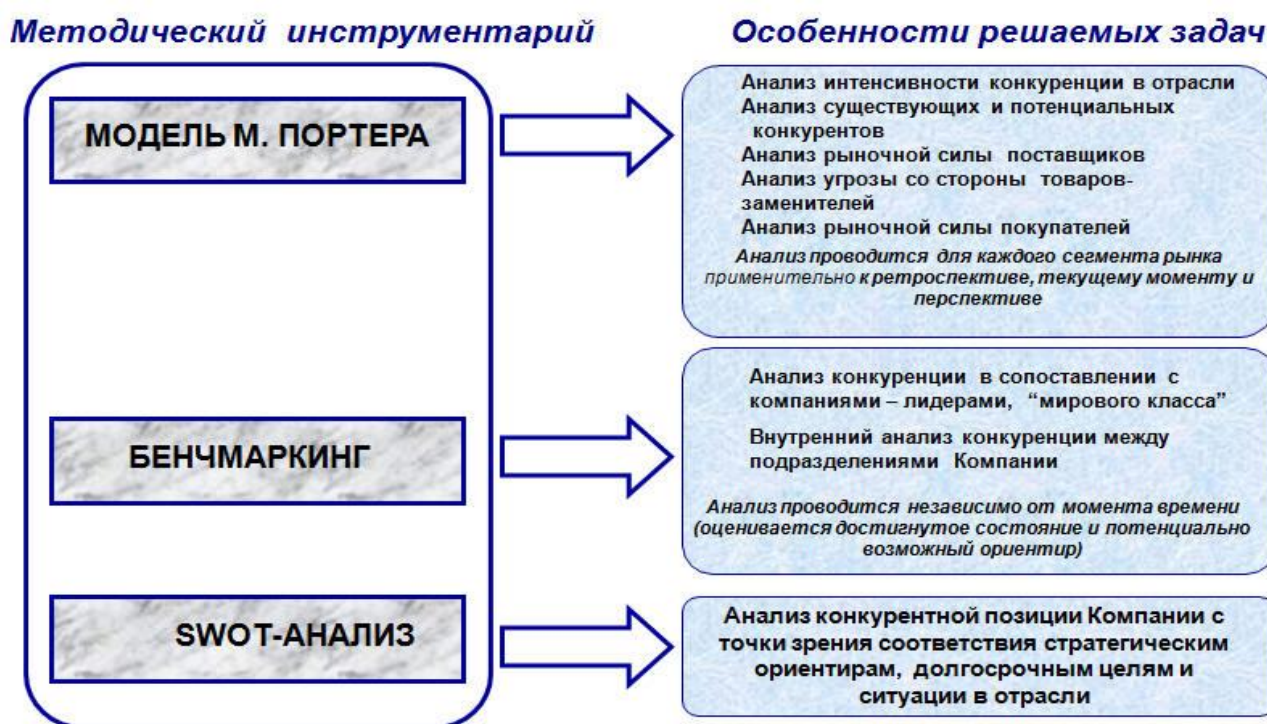 Методический инструментарий
Особенности решаемых задач
МОДЕЛЬ М. ПОРТЕРА
Анализ интенсивности конкуренции в отрасли
Анализ существующих и потенциальных
конкурентов
Анализ рыночной силы поставщиков
Анализ угрозы со стороны товаров-
заменителей
Анализ рыночной силы покупателей
Анализ проводится для каждого сегмента рынка
применительно к ретроспективе, текущему моменту и
перспективе
БЕНЧМАРКИНГ
Анализ конкуренции в сопоставлении с
компаниями – лидерами, “мирового класса”
Внутренний анализ конкуренции между
подразделениями Компании
Анализ проводится независимо от момента времени
(оценивается достигнутое состояние и потенциально
возможный ориентир)
SWOT-АНАЛИЗ
Анализ конкурентной позиции Компании с
точки зрения соответствия стратегическим
ориентирам, долгосрочным целям и
ситуации в отрасли